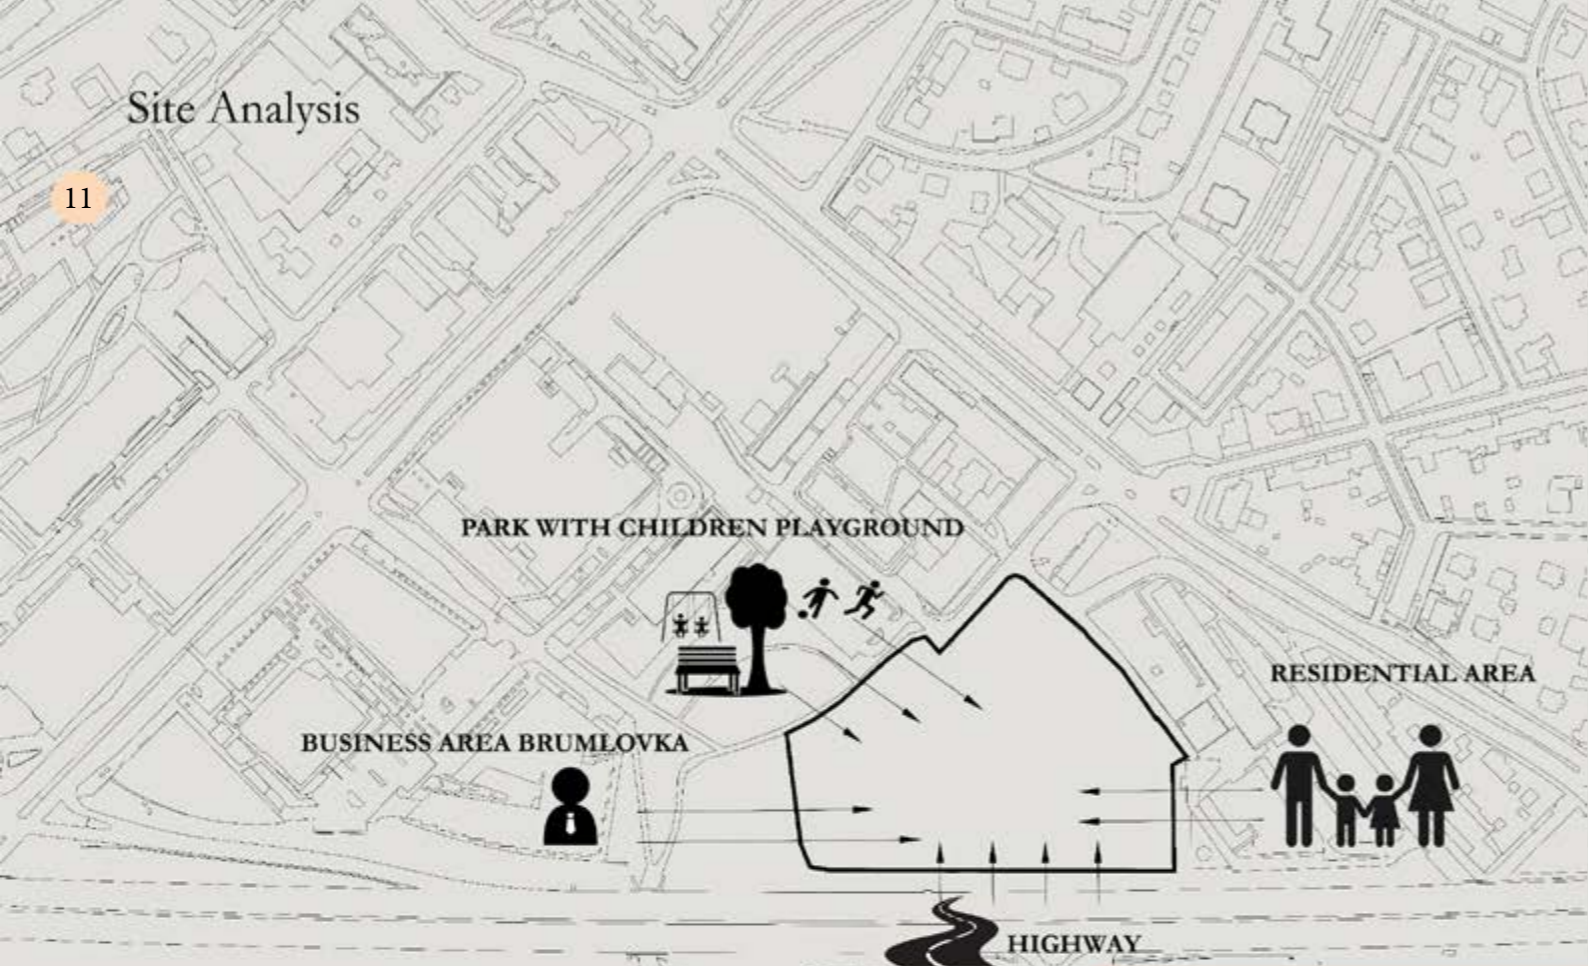 Site Analysis
11
PARK WITH CHILDREN PLAYGROUND
RESIDENTIAL AREA
BUSINESS AREA BRUMLOVKA
HIGHWAY